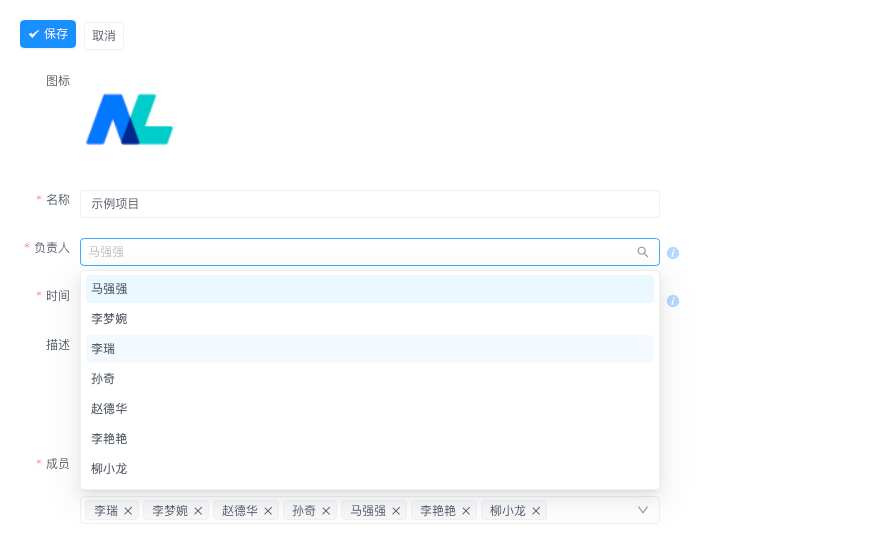 保存 取消
图标
* 名称 示例项目
* 负责人 马强强
马强强
* 时间
李梦婉
描述 李瑞
孙奇
赵德华
李艳艳
* 成员 柳小龙
李瑞 李梦婉 赵德华 孙奇 马强强 李艳艳 柳小龙